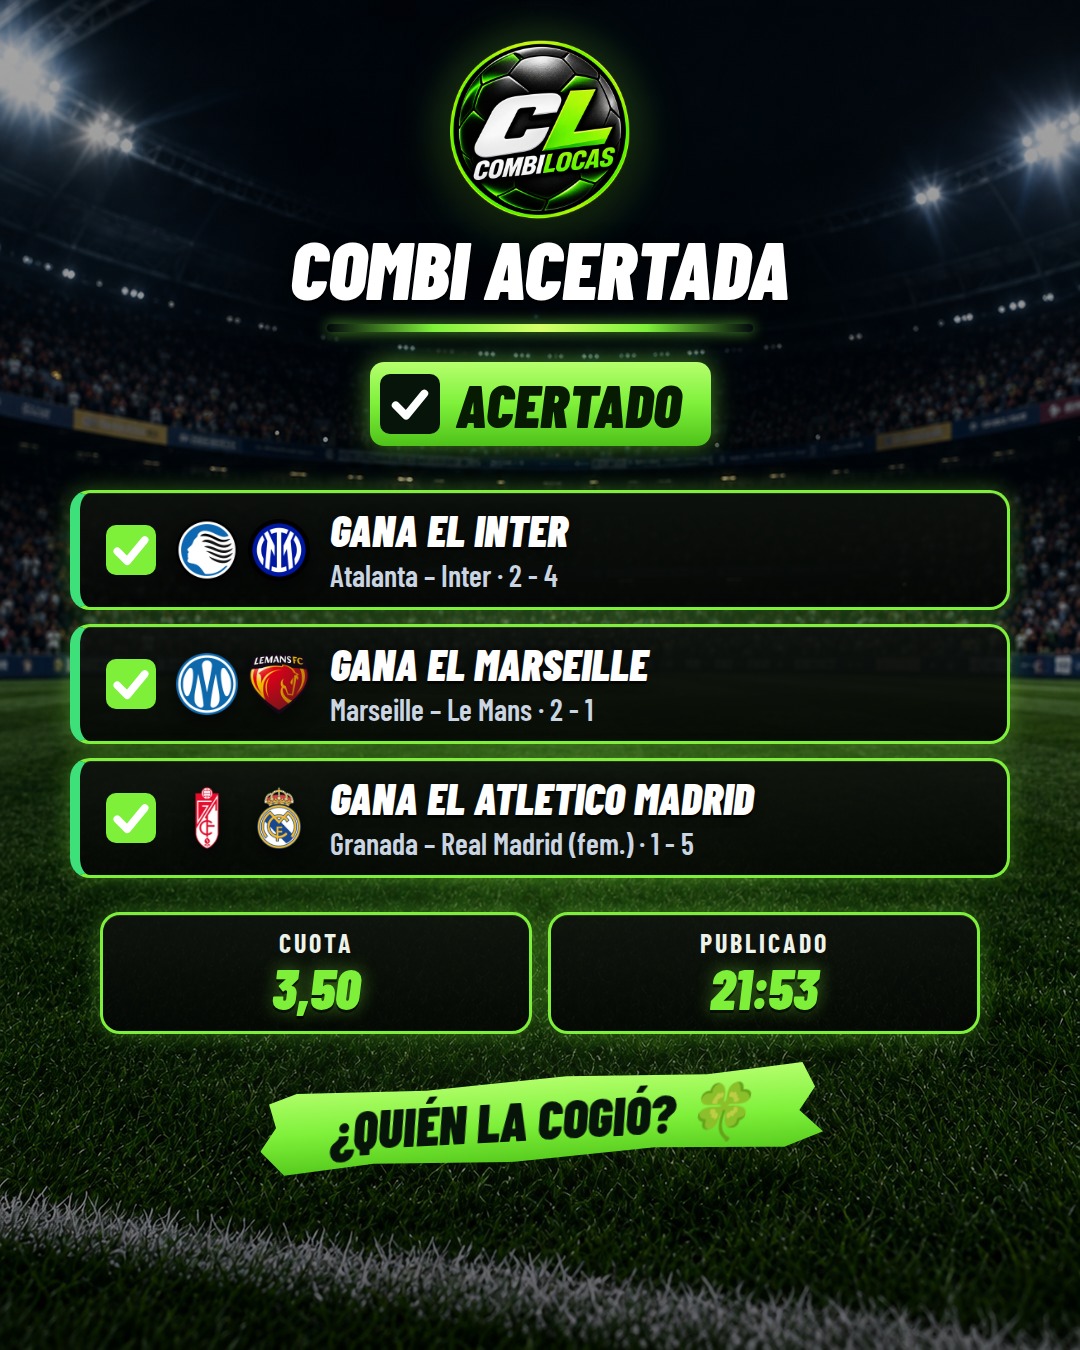 CL
COMBILOCAS
COMBI ACERTADA
ACERTADO
GANA EL INTER
Atalanta – Inter · 2 - 4
LEMANS FC
GANA EL MARSEILLE
Marseille – Le Mans · 2 - 1
GANA EL ATLETICO MADRID
Granada – Real Madrid (fem.) · 1 - 5
CUOTA
3,50
PUBLICADO
21:53
¿QUIÉN LA COGIÓ?